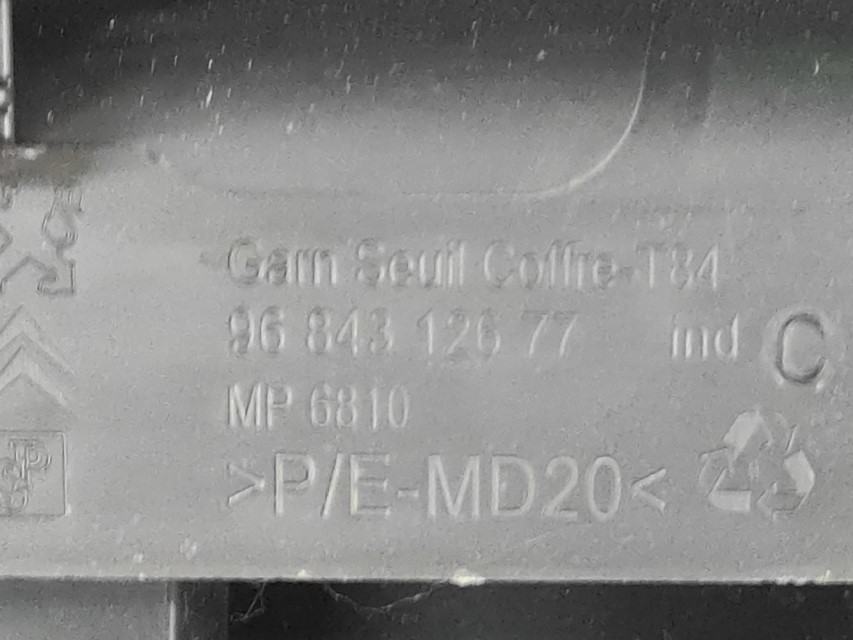 Garn Seuil Coffre-T84
96 843 126 77 ind C
MP 6810
>P/E-MD20<